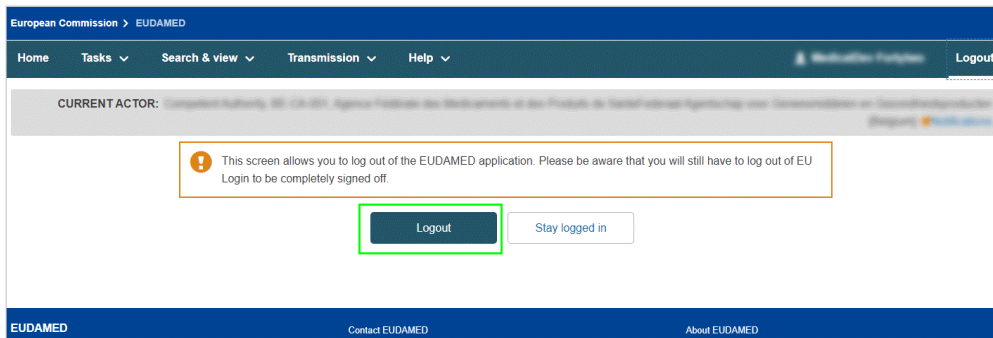 European Commission > EUDAMED
Home Tasks Search & view Transmission Help Logout
CURRENT ACTOR:
This screen allows you to log out of the EUDAMED application. Please be aware that you will still have to log out of EU
Login to be completely signed off.
Logout Stay logged in
EUDAMED Contact EUDAMED About EUDAMED